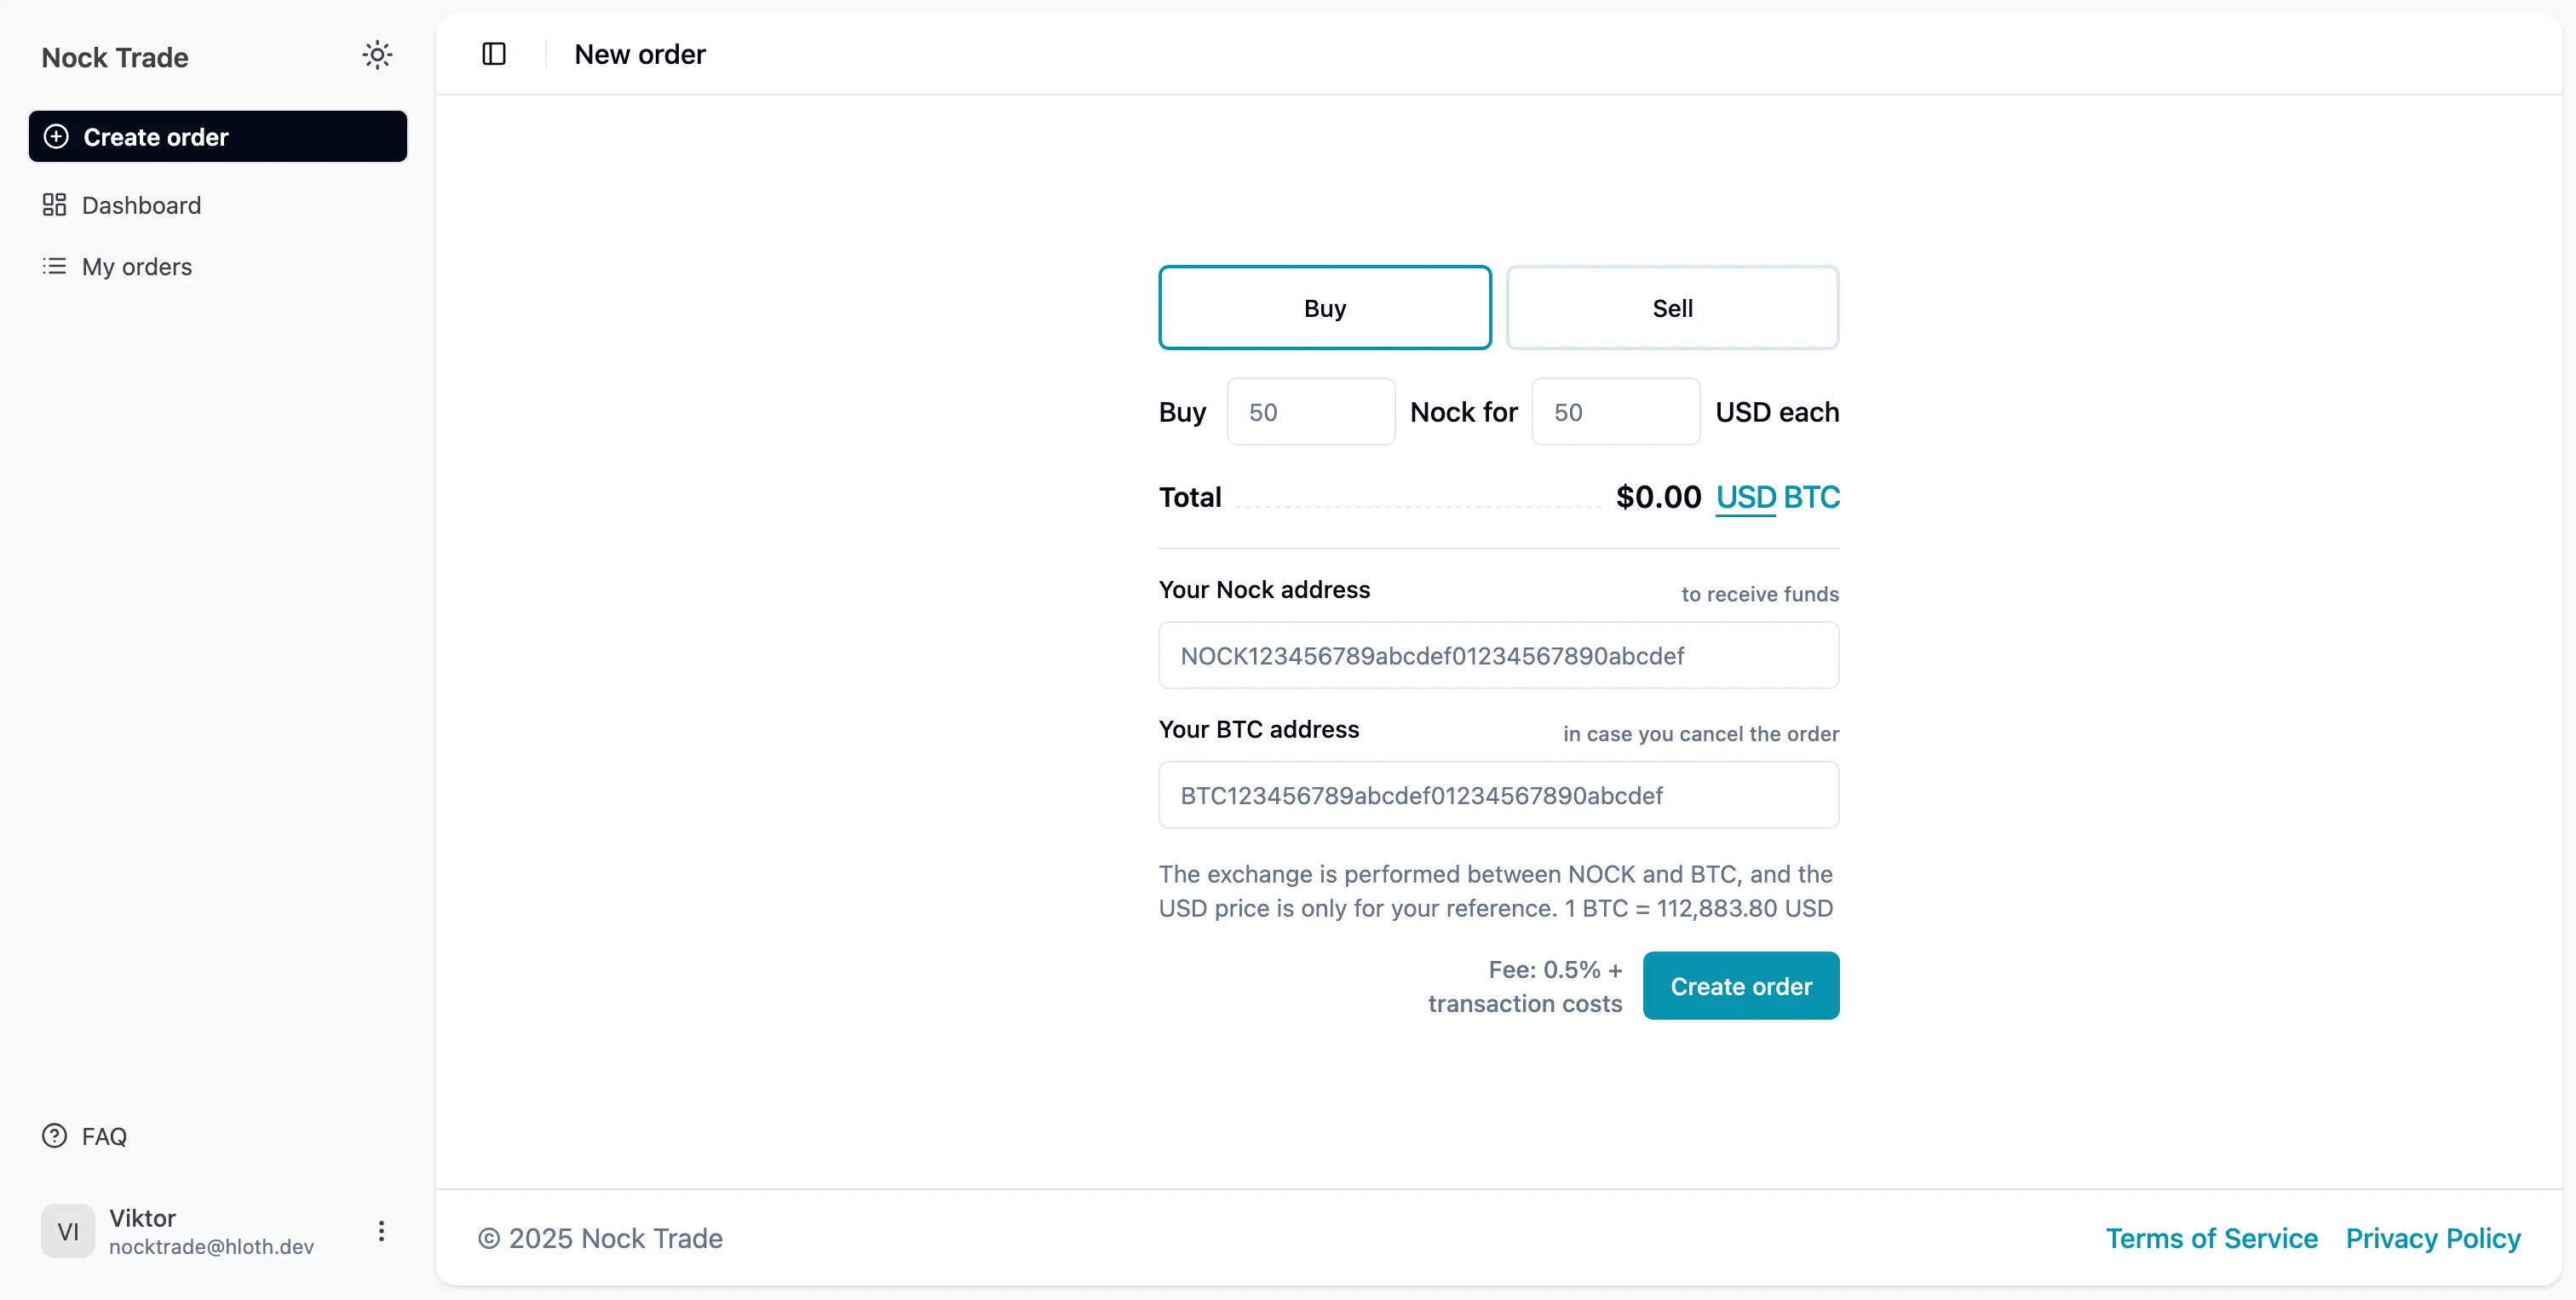 Nock Trade
Create order
Dashboard
My orders
FAQ
VI
Viktor
nocktrade@hloth.dev
New order
Buy
Sell
Buy 50 Nock for 50 USD each
Total $0.00 USD BTC
Your Nock address to receive funds
NOCK123456789abcdef01234567890abcdef
Your BTC address in case you cancel the order
BTC123456789abcdef01234567890abcdef
The exchange is performed between NOCK and BTC, and the
USD price is only for your reference. 1 BTC = 112,883.80 USD
Fee: 0.5% +
transaction costs
Create order
© 2025 Nock Trade
Terms of Service Privacy Policy